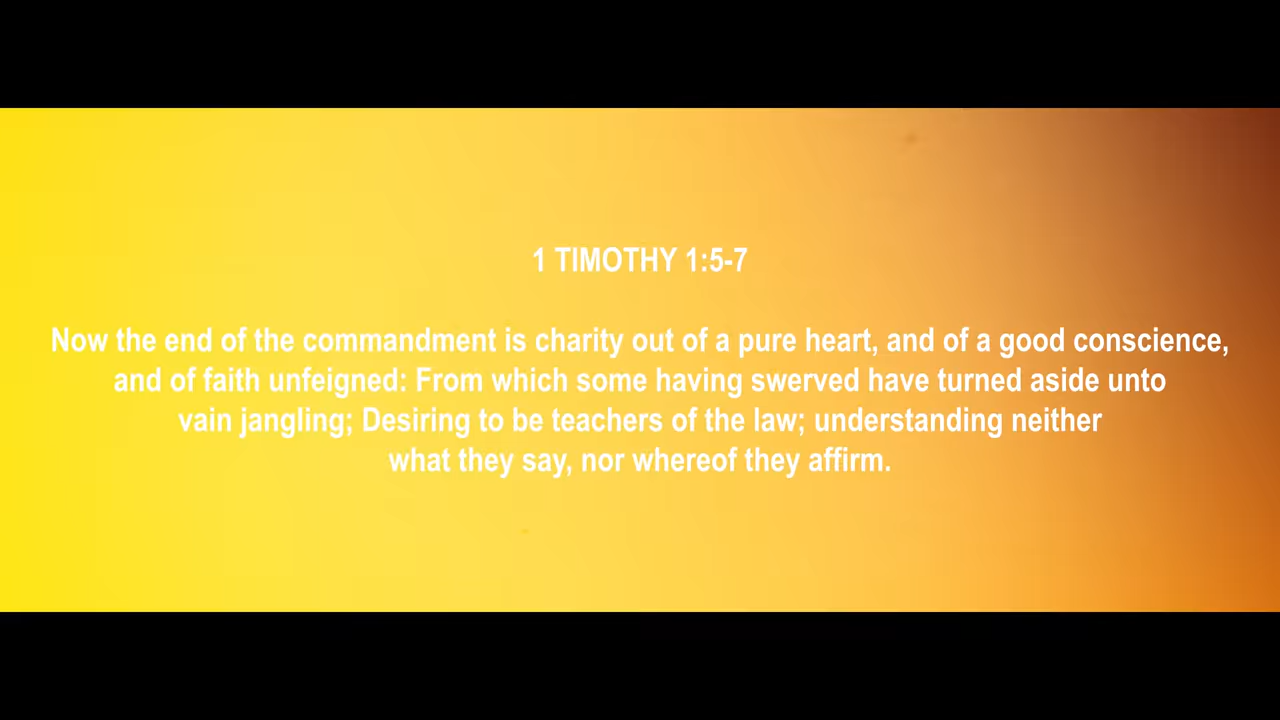 1 TIMOTHY 1:5-7
Now the end of the commandment is charity out of a pure heart, and of a good conscience,
and of faith unfeigned: From which some having swerved have turned aside unto
vain jangling; Desiring to be teachers of the law; understanding neither
what they say, nor whereof they affirm.